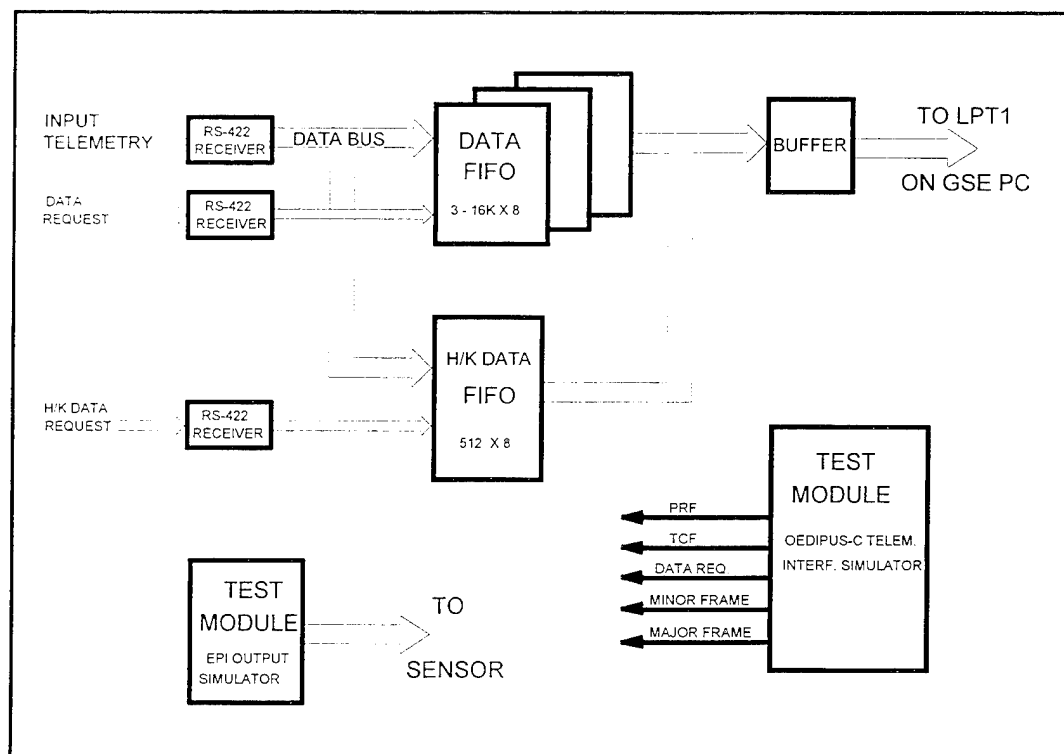 INPUT
TELEMETRY
RS-422
RECEIVER
DATA BUS
DATA
FIFO
3 - 16K X 8
BUFFER
TO LPT1
ON GSE PC
DATA
REQUEST
RS-422
RECEIVER
H/K DATA
FIFO
512 X 8
H/K DATA
REQUEST
RS-422
RECEIVER
TEST
MODULE
OEDIPUS-C TELEM.
INTERF. SIMULATOR
PRF
TCF
DATA REQ.
MINOR FRAME
MAJOR FRAME
TEST
MODULE
EPI OUTPUT
SIMULATOR
TO
SENSOR